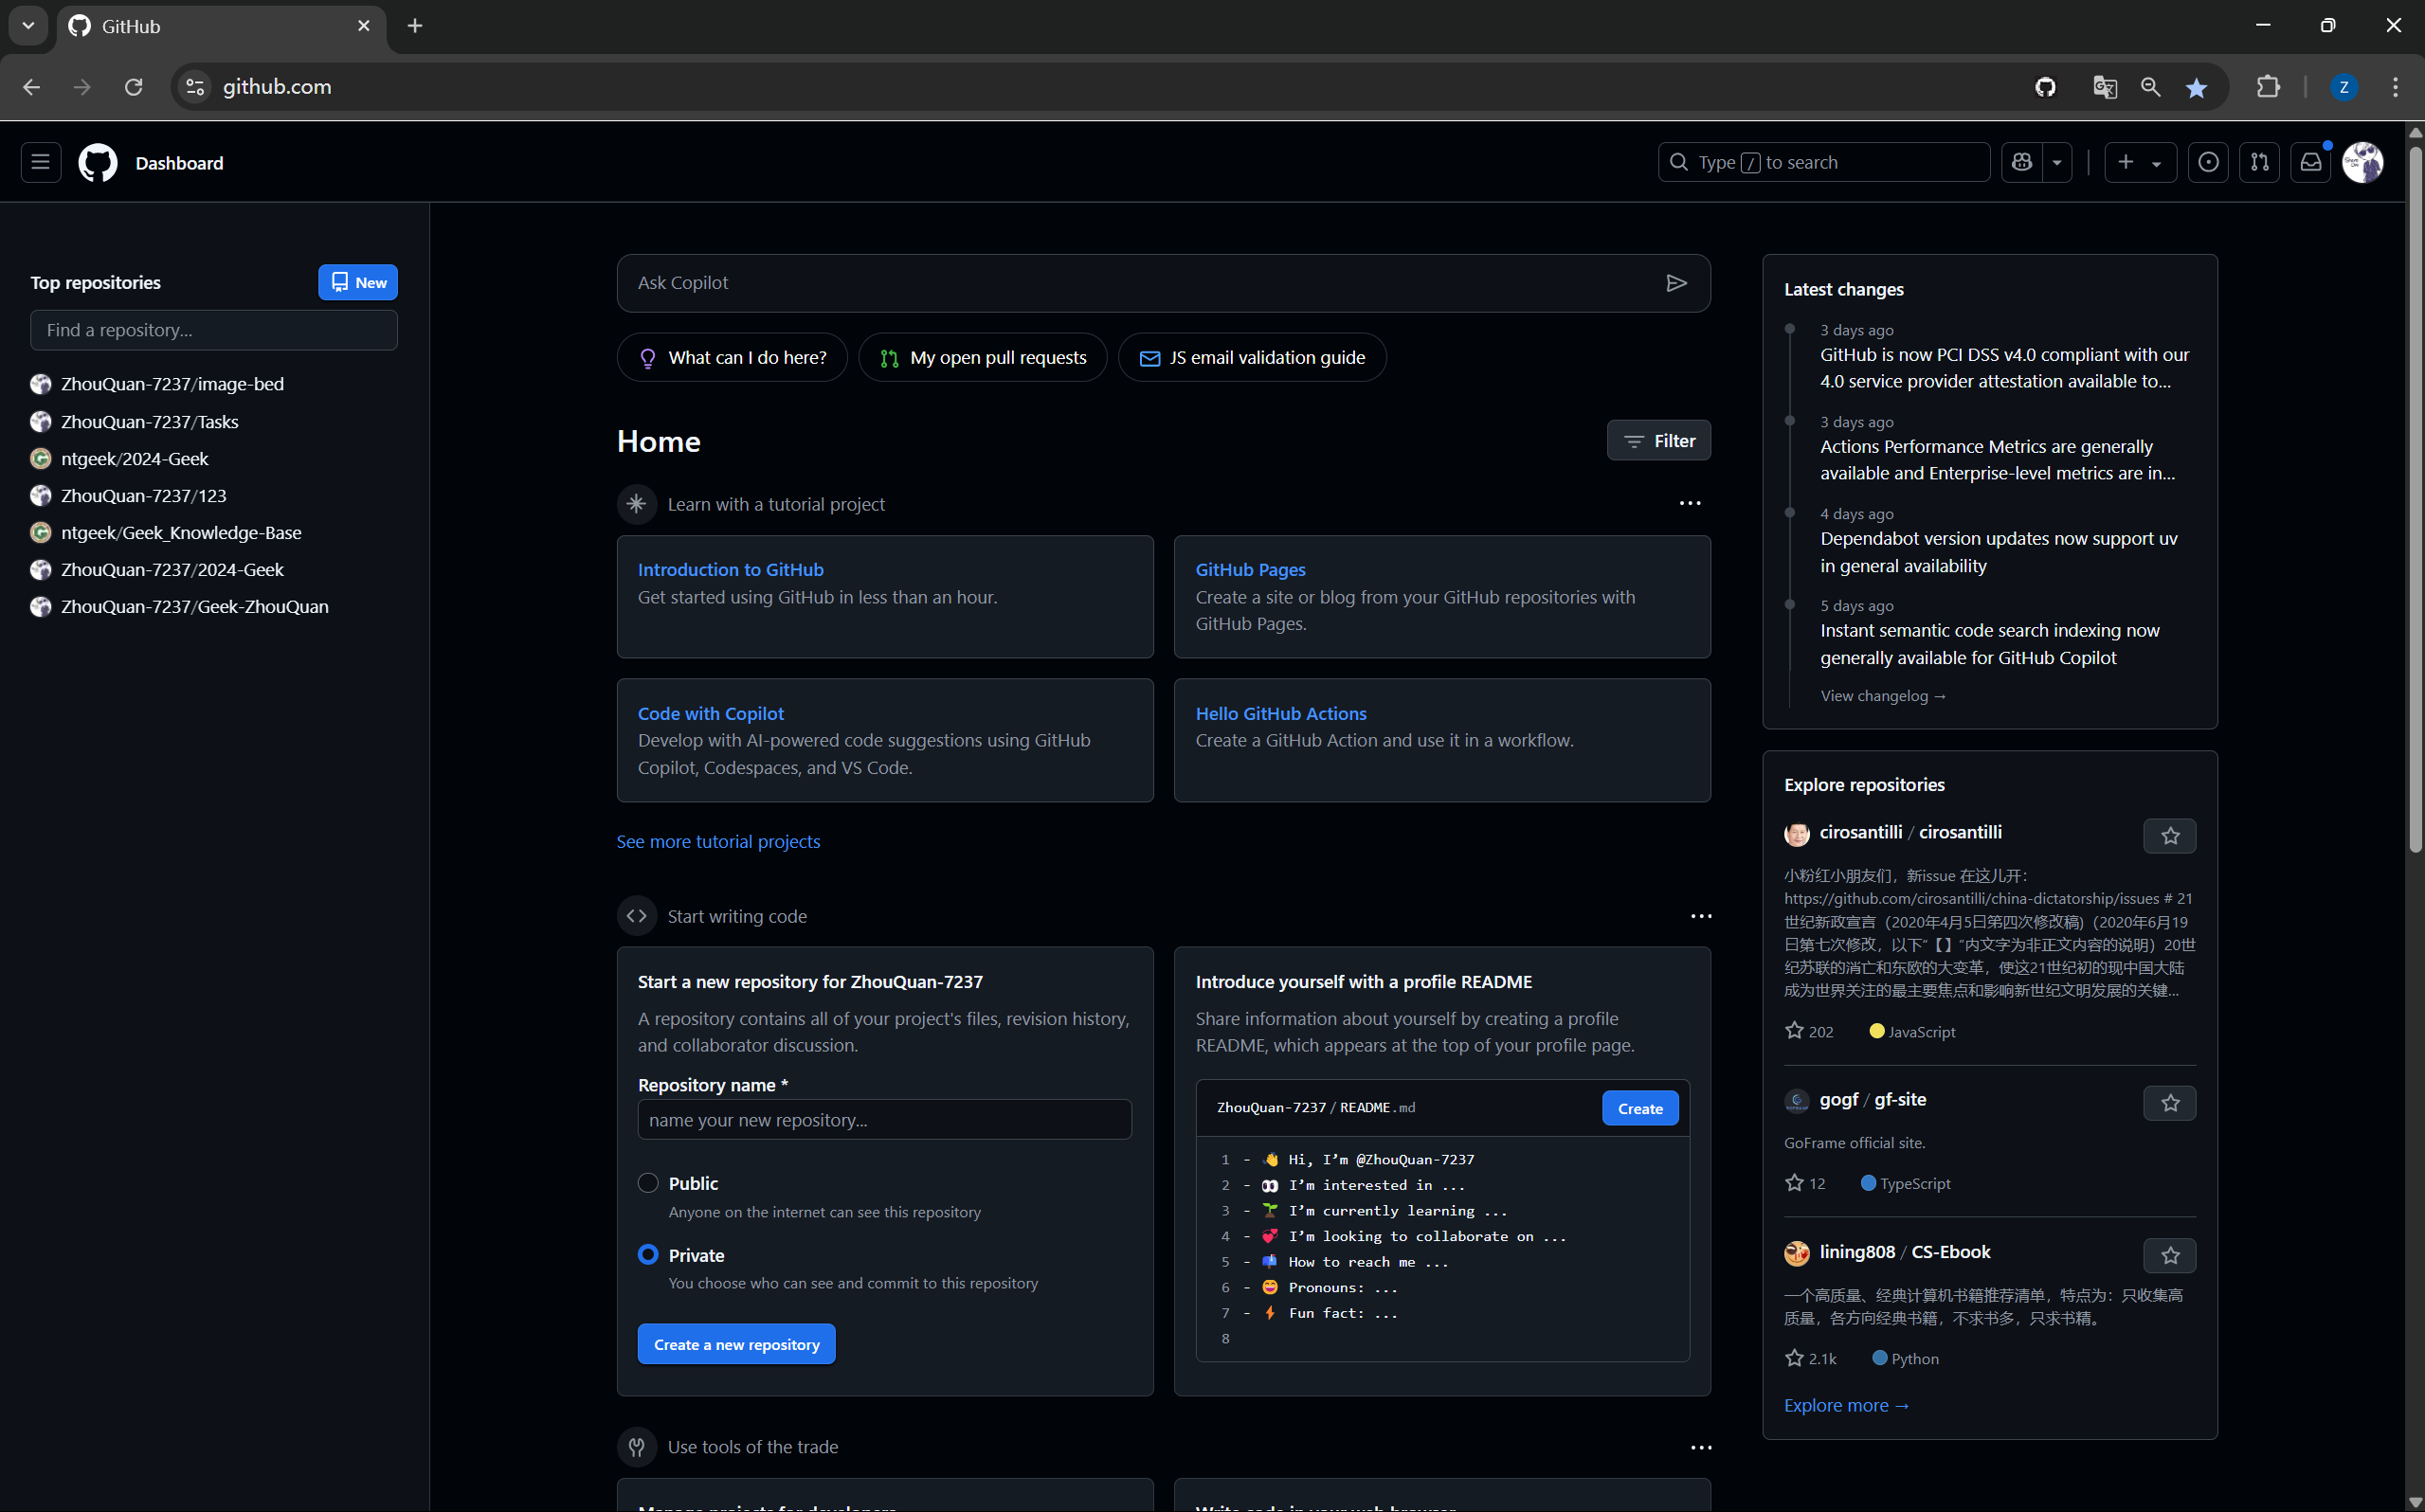 GitHub
github.com
Z
Dashboard
Type / to search
Top repositories
New
Find a repository...
ZhouQuan-7237/image-bed
ZhouQuan-7237/Tasks
ntgeek/2024-Geek
ZhouQuan-7237/123
ntgeek/Geek_Knowledge-Base
ZhouQuan-7237/2024-Geek
ZhouQuan-7237/Geek-ZhouQuan
Ask Copilot
What can I do here?
My open pull requests
JS email validation guide
Home
Filter
Learn with a tutorial project
Introduction to GitHub
Get started using GitHub in less than an hour.
GitHub Pages
Create a site or blog from your GitHub repositories with
GitHub Pages.
Code with Copilot
Develop with AI-powered code suggestions using GitHub
Copilot, Codespaces, and VS Code.
Hello GitHub Actions
Create a GitHub Action and use it in a workflow.
See more tutorial projects
Start writing code
Start a new repository for ZhouQuan-7237
A repository contains all of your project's files, revision history,
and collaborator discussion.
Repository name *
name your new repository...
Public
Anyone on the internet can see this repository
Private
You choose who can see and commit to this repository
Create a new repository
Introduce yourself with a profile README
Share information about yourself by creating a profile
README, which appears at the top of your profile page.
ZhouQuan-7237 / README.md
Create
1 - 👋 Hi, I’m @ZhouQuan-7237
2 - 👀 I’m interested in ...
3 - 🌱 I’m currently learning ...
4 - 💞️ I’m looking to collaborate on ...
5 - 📫 How to reach me ...
6 - 😄 Pronouns: ...
7 - ⚡ Fun fact: ...
8
Use tools of the trade
Latest changes
3 days ago
GitHub is now PCI DSS v4.0 compliant with our
4.0 service provider attestation available to...
3 days ago
Actions Performance Metrics are generally
available and Enterprise-level metrics are in...
4 days ago
Dependabot version updates now support uv
in general availability
5 days ago
Instant semantic code search indexing now
generally available for GitHub Copilot
View changelog →
Explore repositories
cirosantilli / cirosantilli
小粉红小朋友们，新issue 在这儿开：
https://github.com/cirosantilli/china-dictatorship/issues # 21
世纪新政宣言（2020年4月5日第四次修改稿)（2020年6月19
日第七次修改，以下“【】”内文字为非正文内容的说明）20世
纪苏联的消亡和东欧的大变革，使这21世纪初的现中国大陆
成为世界关注的最主要焦点和影响新世纪文明发展的关键...
202 JavaScript
gogf / gf-site
GoFrame official site.
12 TypeScript
lining808 / CS-Ebook
一个高质量、经典计算机书籍推荐清单，特点为：只收集高
质量，各方向经典书籍，不求书多，只求书精。
2.1k Python
Explore more →